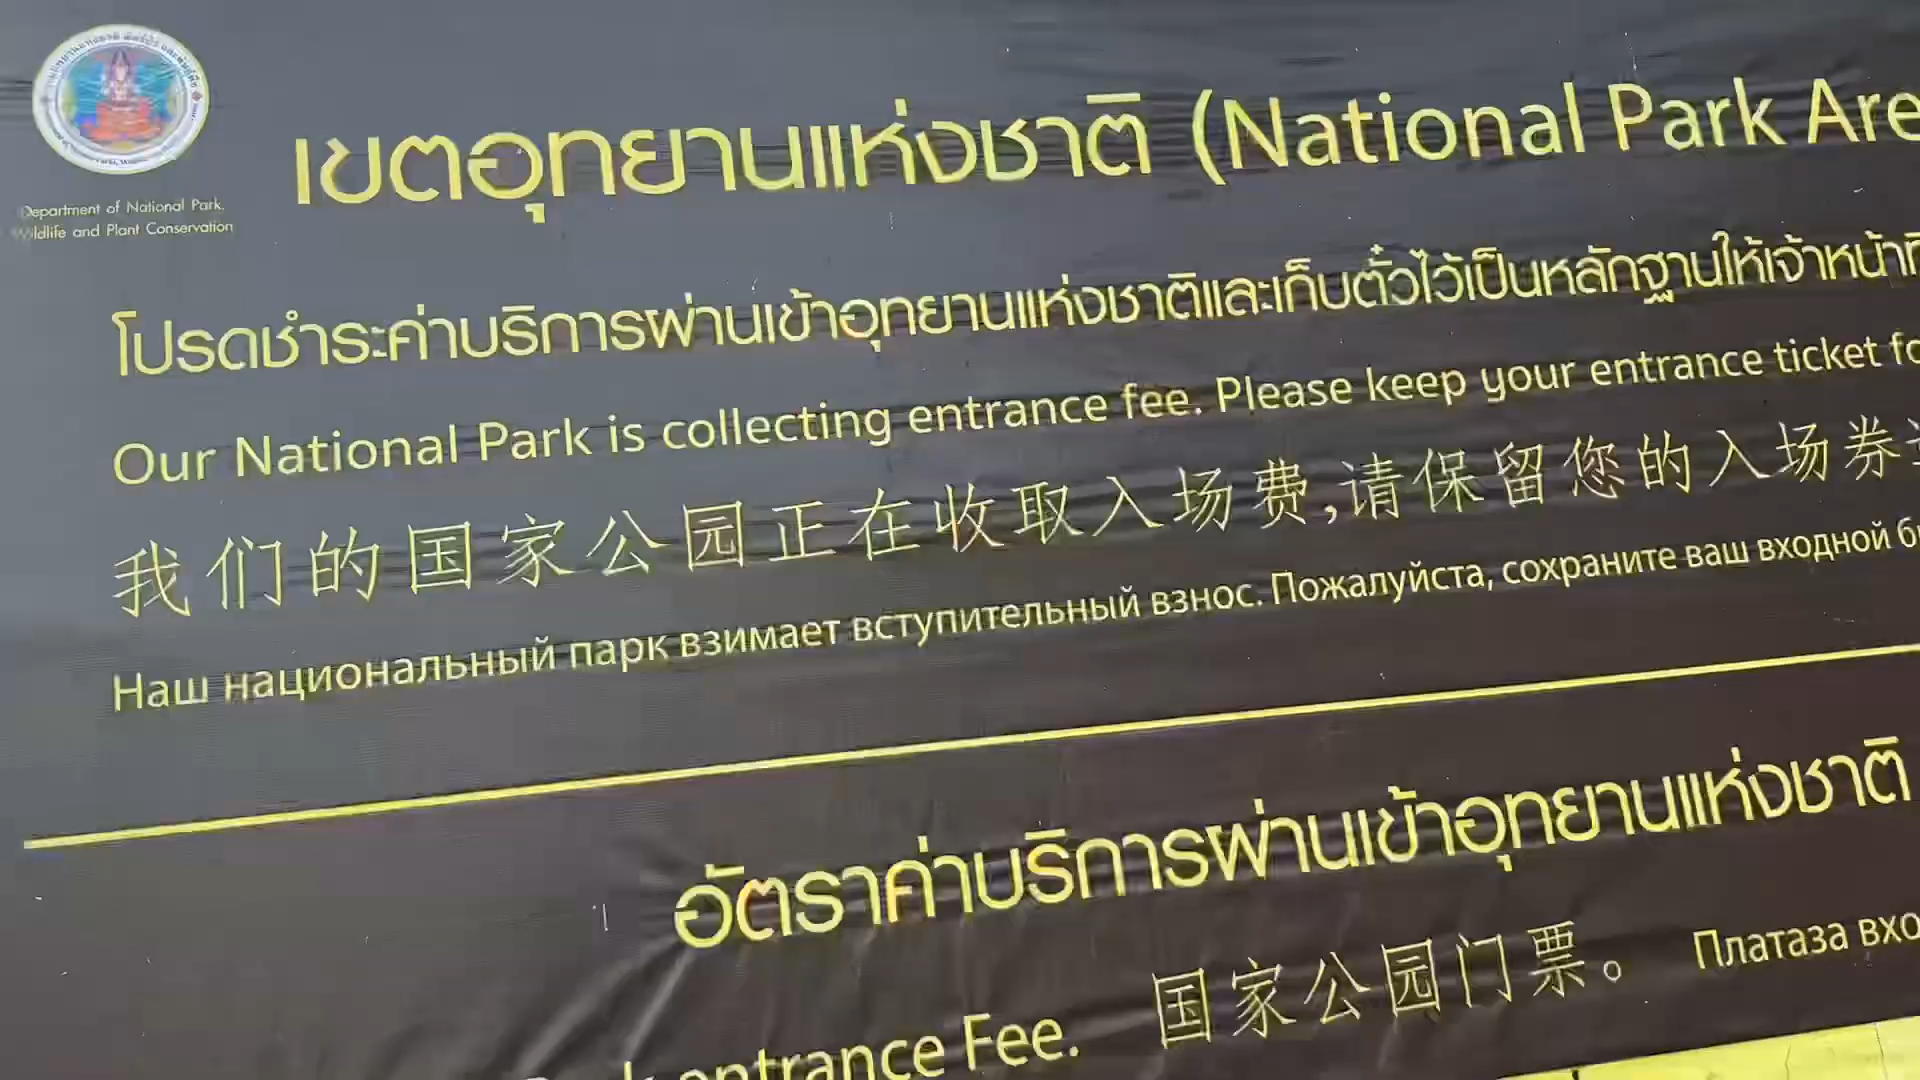 Department of National Park,
Wildlife and Plant Conservation
เขตอุทยานแห่งชาติ (National Park Are
โปรดชำระค่าบริการผ่านเข้าอุทยานแห่งชาติและเก็บตั๋วไว้เป็นหลักฐานให้เจ้าหน้าที่
Our National Park is collecting entrance fee. Please keep your entrance ticket fo
我们的国家公园正在收取入场费,请保留您的入场券
Наш национальный парк взимает вступительный взнос. Пожалуйста, сохраните ваш входной б
อัตราค่าบริการผ่านเข้าอุทยานแห่งชาติ
entrance Fee. 国家公园门票。 Платаза вхо